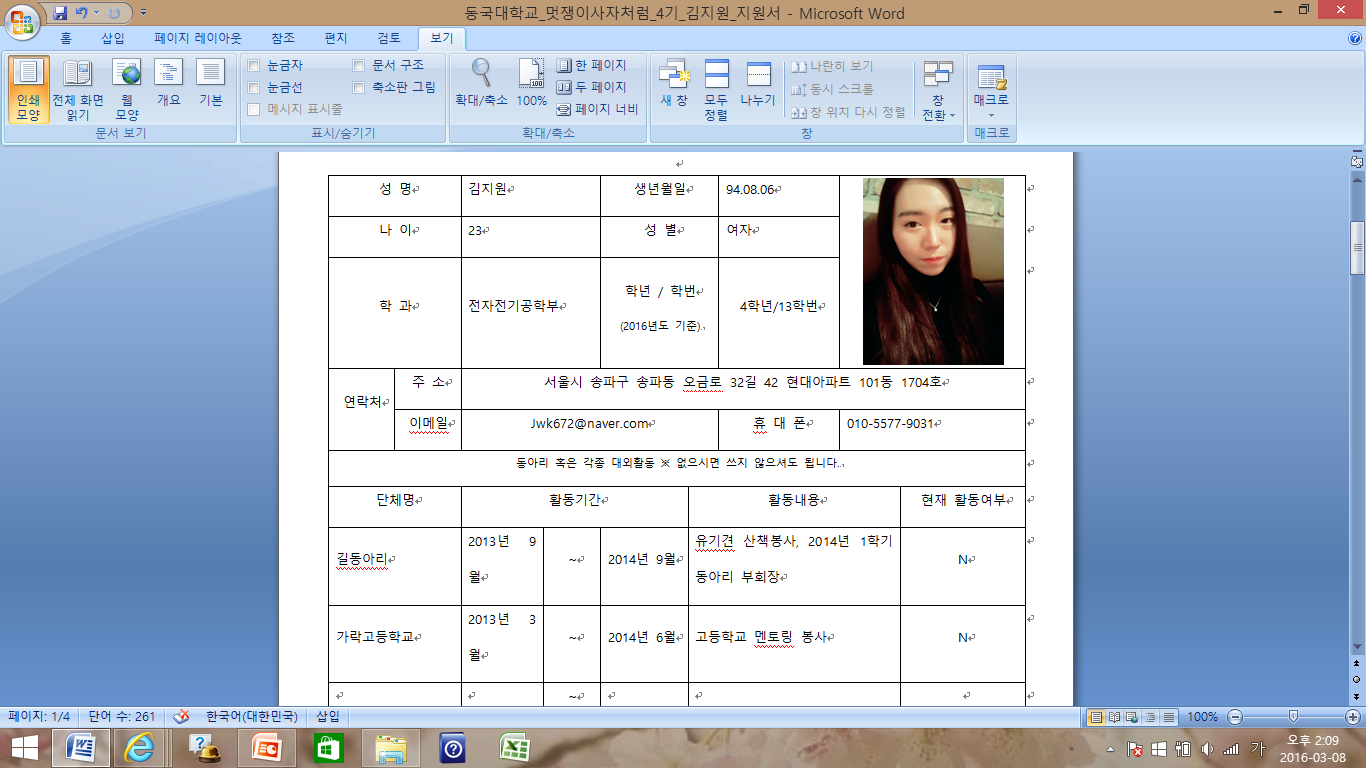 동국대학교_멋쟁이사자처럼_4기_김지원_지원서 - Microsoft Word
홈 삽입 페이지 레이아웃 참조 편지 검토 보기
인쇄 모양 전체 화면 읽기 웹 모양 개요 기본
문서 보기
눈금자 문서 구조
눈금선 축소판 그림
메시지 표시줄
표시/숨기기
확대/축소 100% 한 페이지
두 페이지
페이지 너비
확대/축소
새 창 모두 정렬 나누기 나란히 보기
동시 스크롤
창 위치 다시 정렬
창 전환
창
매크로
매크로
성 명 김지원 생년월일 94.08.06
나 이 23 성 별 여자
학 과 전자전기공학부 학년 / 학번 4학년/13학번
(2016년도 기준).
연락처 주 소 서울시 송파구 송파동 오금로 32길 42 현대아파트 101동 1704호
이메일 Jwk672@naver.com 휴 대 폰 010-5577-9031
동아리 혹은 각종 대외활동 ※ 없으시면 쓰지 않으셔도 됩니다..
단체명 활동기간 활동내용 현재 활동여부
길동아리 2013년 9월 ~ 2014년 9월 유기견 산책봉사, 2014년 1학기 동아리 부회장 N
가락고등학교 2013년 3월 ~ 2014년 6월 고등학교 멘토링 봉사 N
~
페이지: 1/4 단어 수: 261 한국어(대한민국) 삽입 100%
가 오후 2:09
2016-03-08